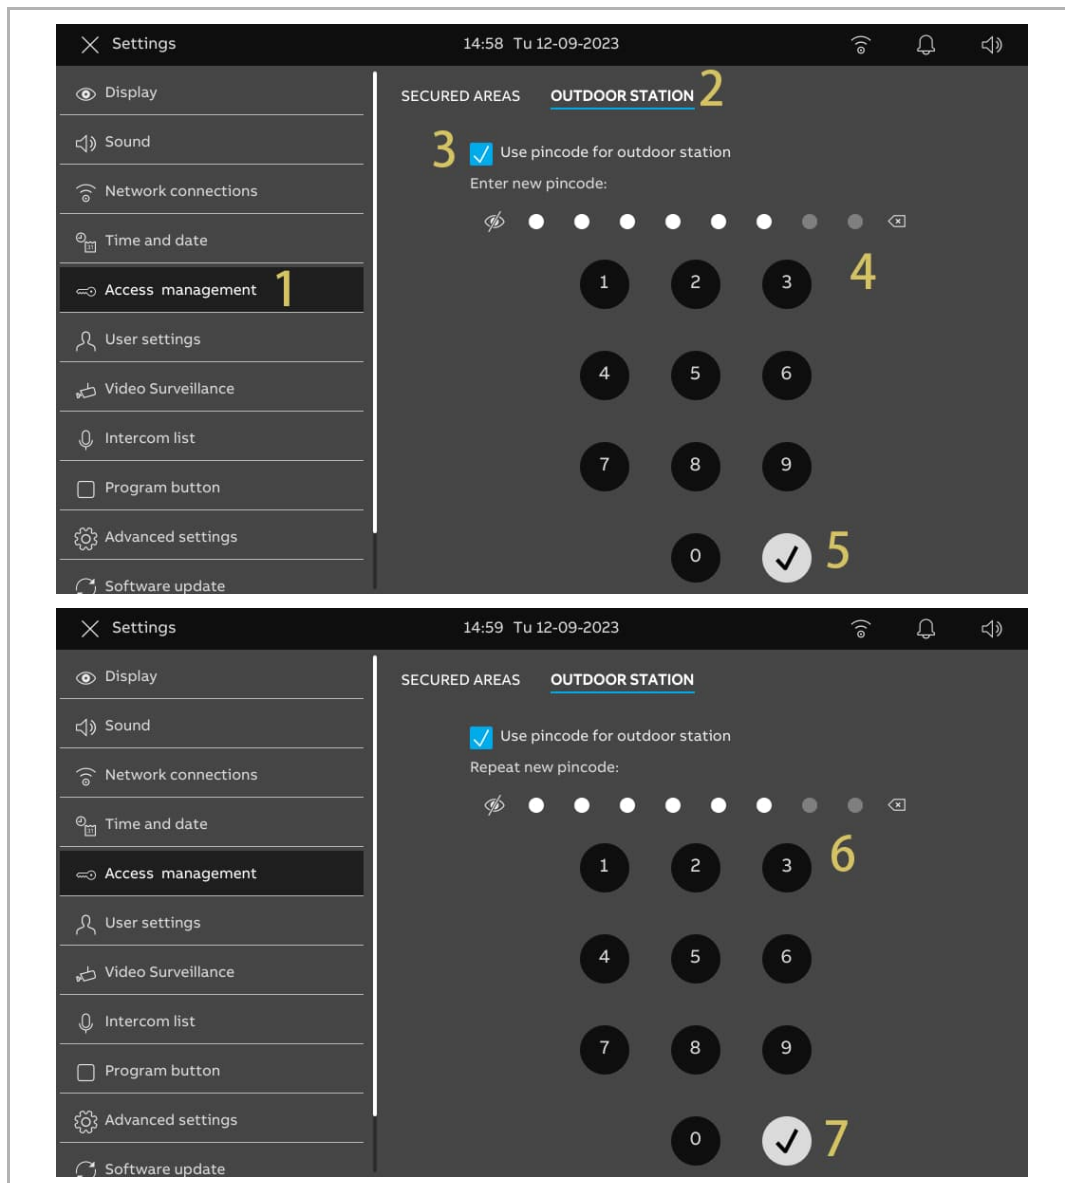 Settings 14:58 Tu 12-09-2023
Display
SECURED AREAS OUTDOOR STATION 2
Sound
3 Use pincode for outdoor station
Enter new pincode:
Network connections
Time and date
Access management 1
1 2 3 4
User settings
Video Surveillance
4 5 6
Intercom list
Program button
7 8 9
Advanced settings
0 5
Software update
Settings 14:59 Tu 12-09-2023
Display
SECURED AREAS OUTDOOR STATION
Sound
Use pincode for outdoor station
Repeat new pincode:
Network connections
Time and date
Access management
1 2 3 6
User settings
Video Surveillance
4 5 6
Intercom list
Program button
7 8 9
Advanced settings
0 7
Software update